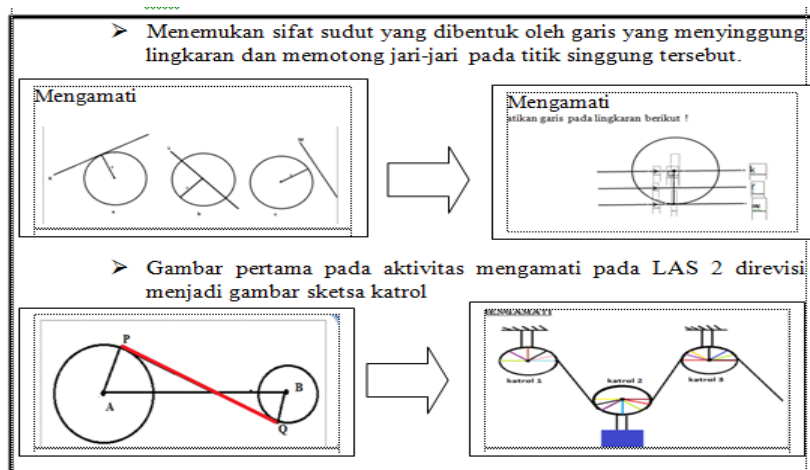 ➤ Menemukan sifat sudut yang dibentuk oleh garis yang menyinggung
lingkaran dan memotong jari-jari pada titik singgung tersebut.
Mengamati
Mengamati
atikan garis pada lingkaran berikut !
k
➤ Gambar pertama pada aktivitas mengamati pada LAS 2 direvisi
menjadi gambar sketsa katrol
P
A
B
Q
MENGAMATI
katrol 1
katrol 2
katrol 3